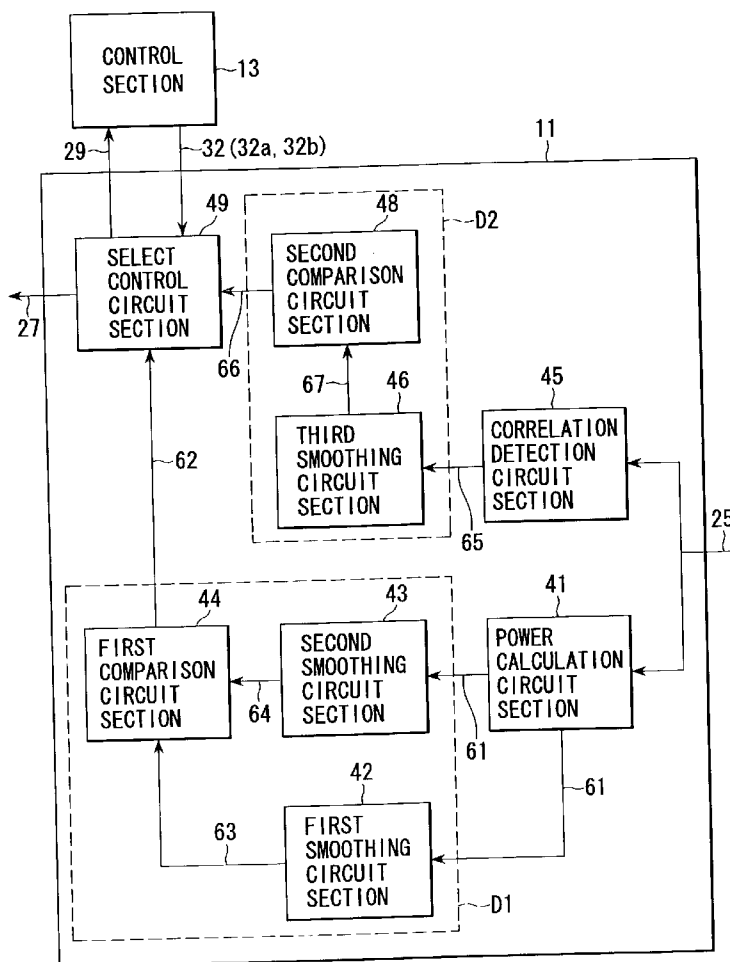 CONTROL
SECTION
13
29
32 (32a, 32b)
11
49
SELECT
CONTROL
CIRCUIT
SECTION
27
48
D2
SECOND
COMPARISON
CIRCUIT
SECTION
66
67
46
THIRD
SMOOTHING
CIRCUIT
SECTION
45
CORRELATION
DETECTION
CIRCUIT
SECTION
65
62
25
44
FIRST
COMPARISON
CIRCUIT
SECTION
43
SECOND
SMOOTHING
CIRCUIT
SECTION
64
41
POWER
CALCULATION
CIRCUIT
SECTION
61
61
42
FIRST
SMOOTHING
CIRCUIT
SECTION
63
D1